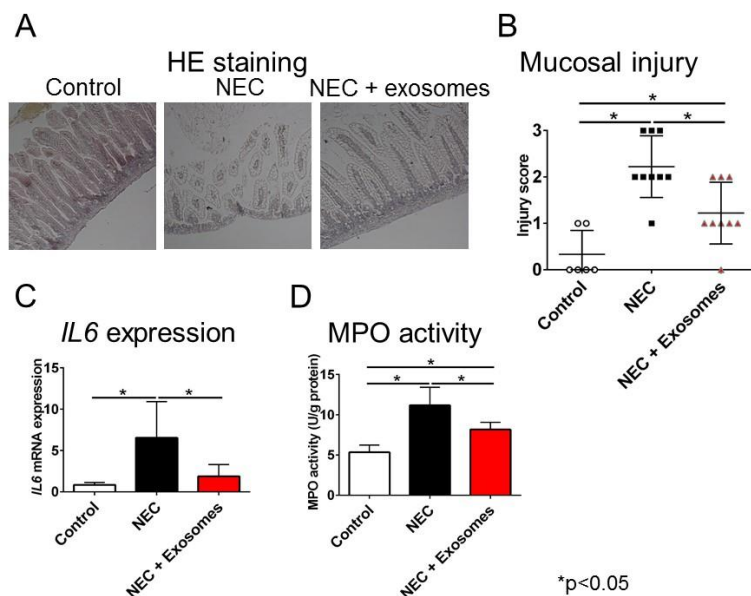 A
HE staining
Control
NEC
NEC + exosomes
B
Mucosal injury
*
* *
3
2
1
0
Injury score
Control
NEC
NEC + Exosomes
C
IL6 expression
* *
15
10
5
0
IL6 mRNA expression
Control
NEC
NEC + Exosomes
D
MPO activity
*
* *
15
10
5
0
MPO activity (U/g protein)
Control
NEC
NEC + Exosomes
*p<0.05